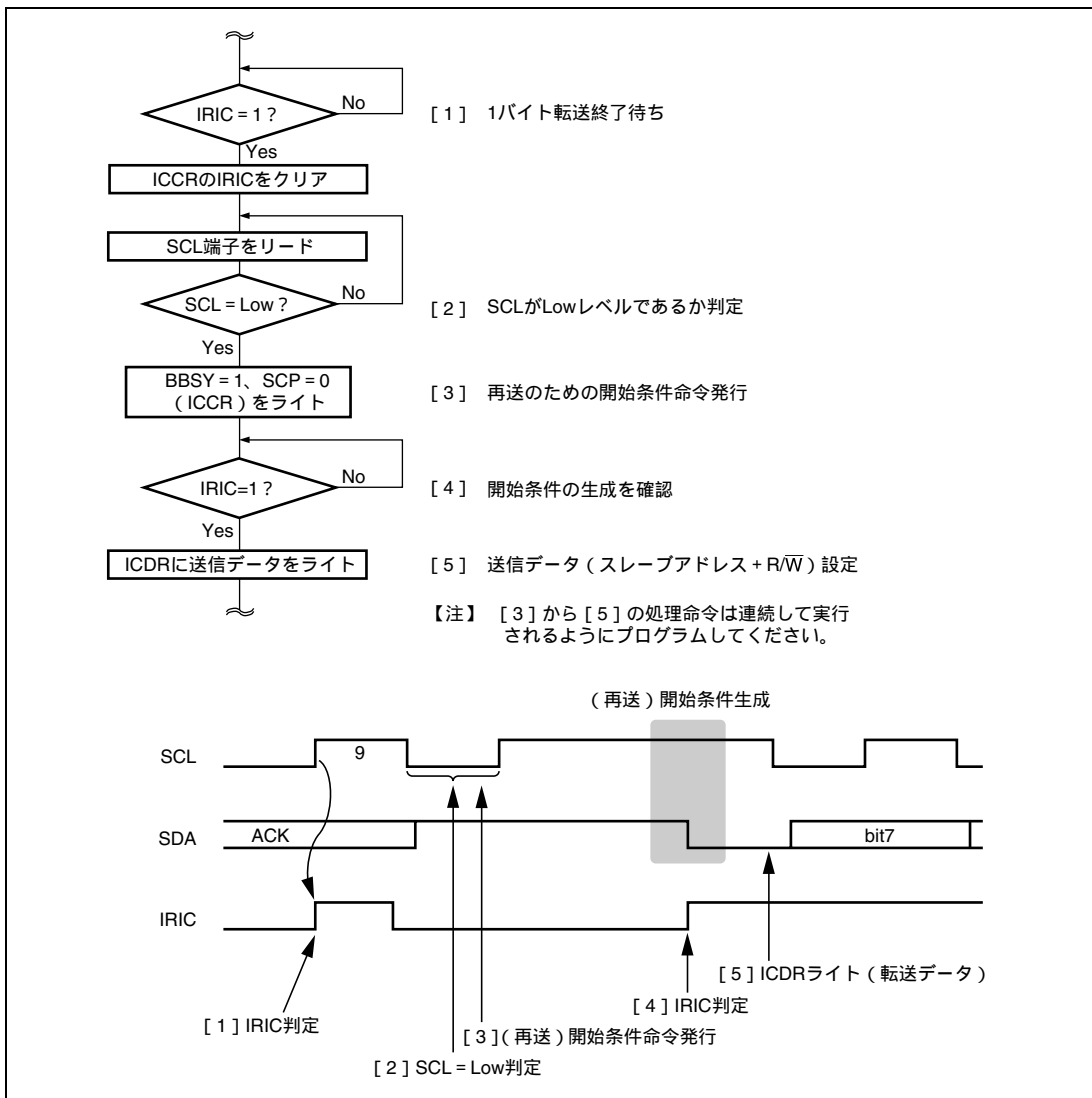 IRIC = 1 ?
No
[ 1 ] 1バイト転送終了待ち
Yes
ICCRのIRICをクリア
SCL端子をリード
SCL = Low ?
No
[ 2 ] SCLがLowレベルであるか判定
Yes
BBSY = 1、SCP = 0
( ICCR ) をライト
[ 3 ] 再送のための開始条件命令発行
IRIC=1 ?
No
[ 4 ] 開始条件の生成を確認
Yes
ICDRに送信データをライト
[ 5 ] 送信データ ( スレーブアドレス + R/W̅ ) 設定
【注】 [ 3 ] から [ 5 ] の処理命令は連続して実行
されるようにプログラムしてください。
( 再送 ) 開始条件生成
SCL
9
SDA
ACK
bit7
IRIC
[ 5 ] ICDRライト ( 転送データ )
[ 4 ] IRIC判定
[ 1 ] IRIC判定
[ 3 ] ( 再送 ) 開始条件命令発行
[ 2 ] SCL = Low判定